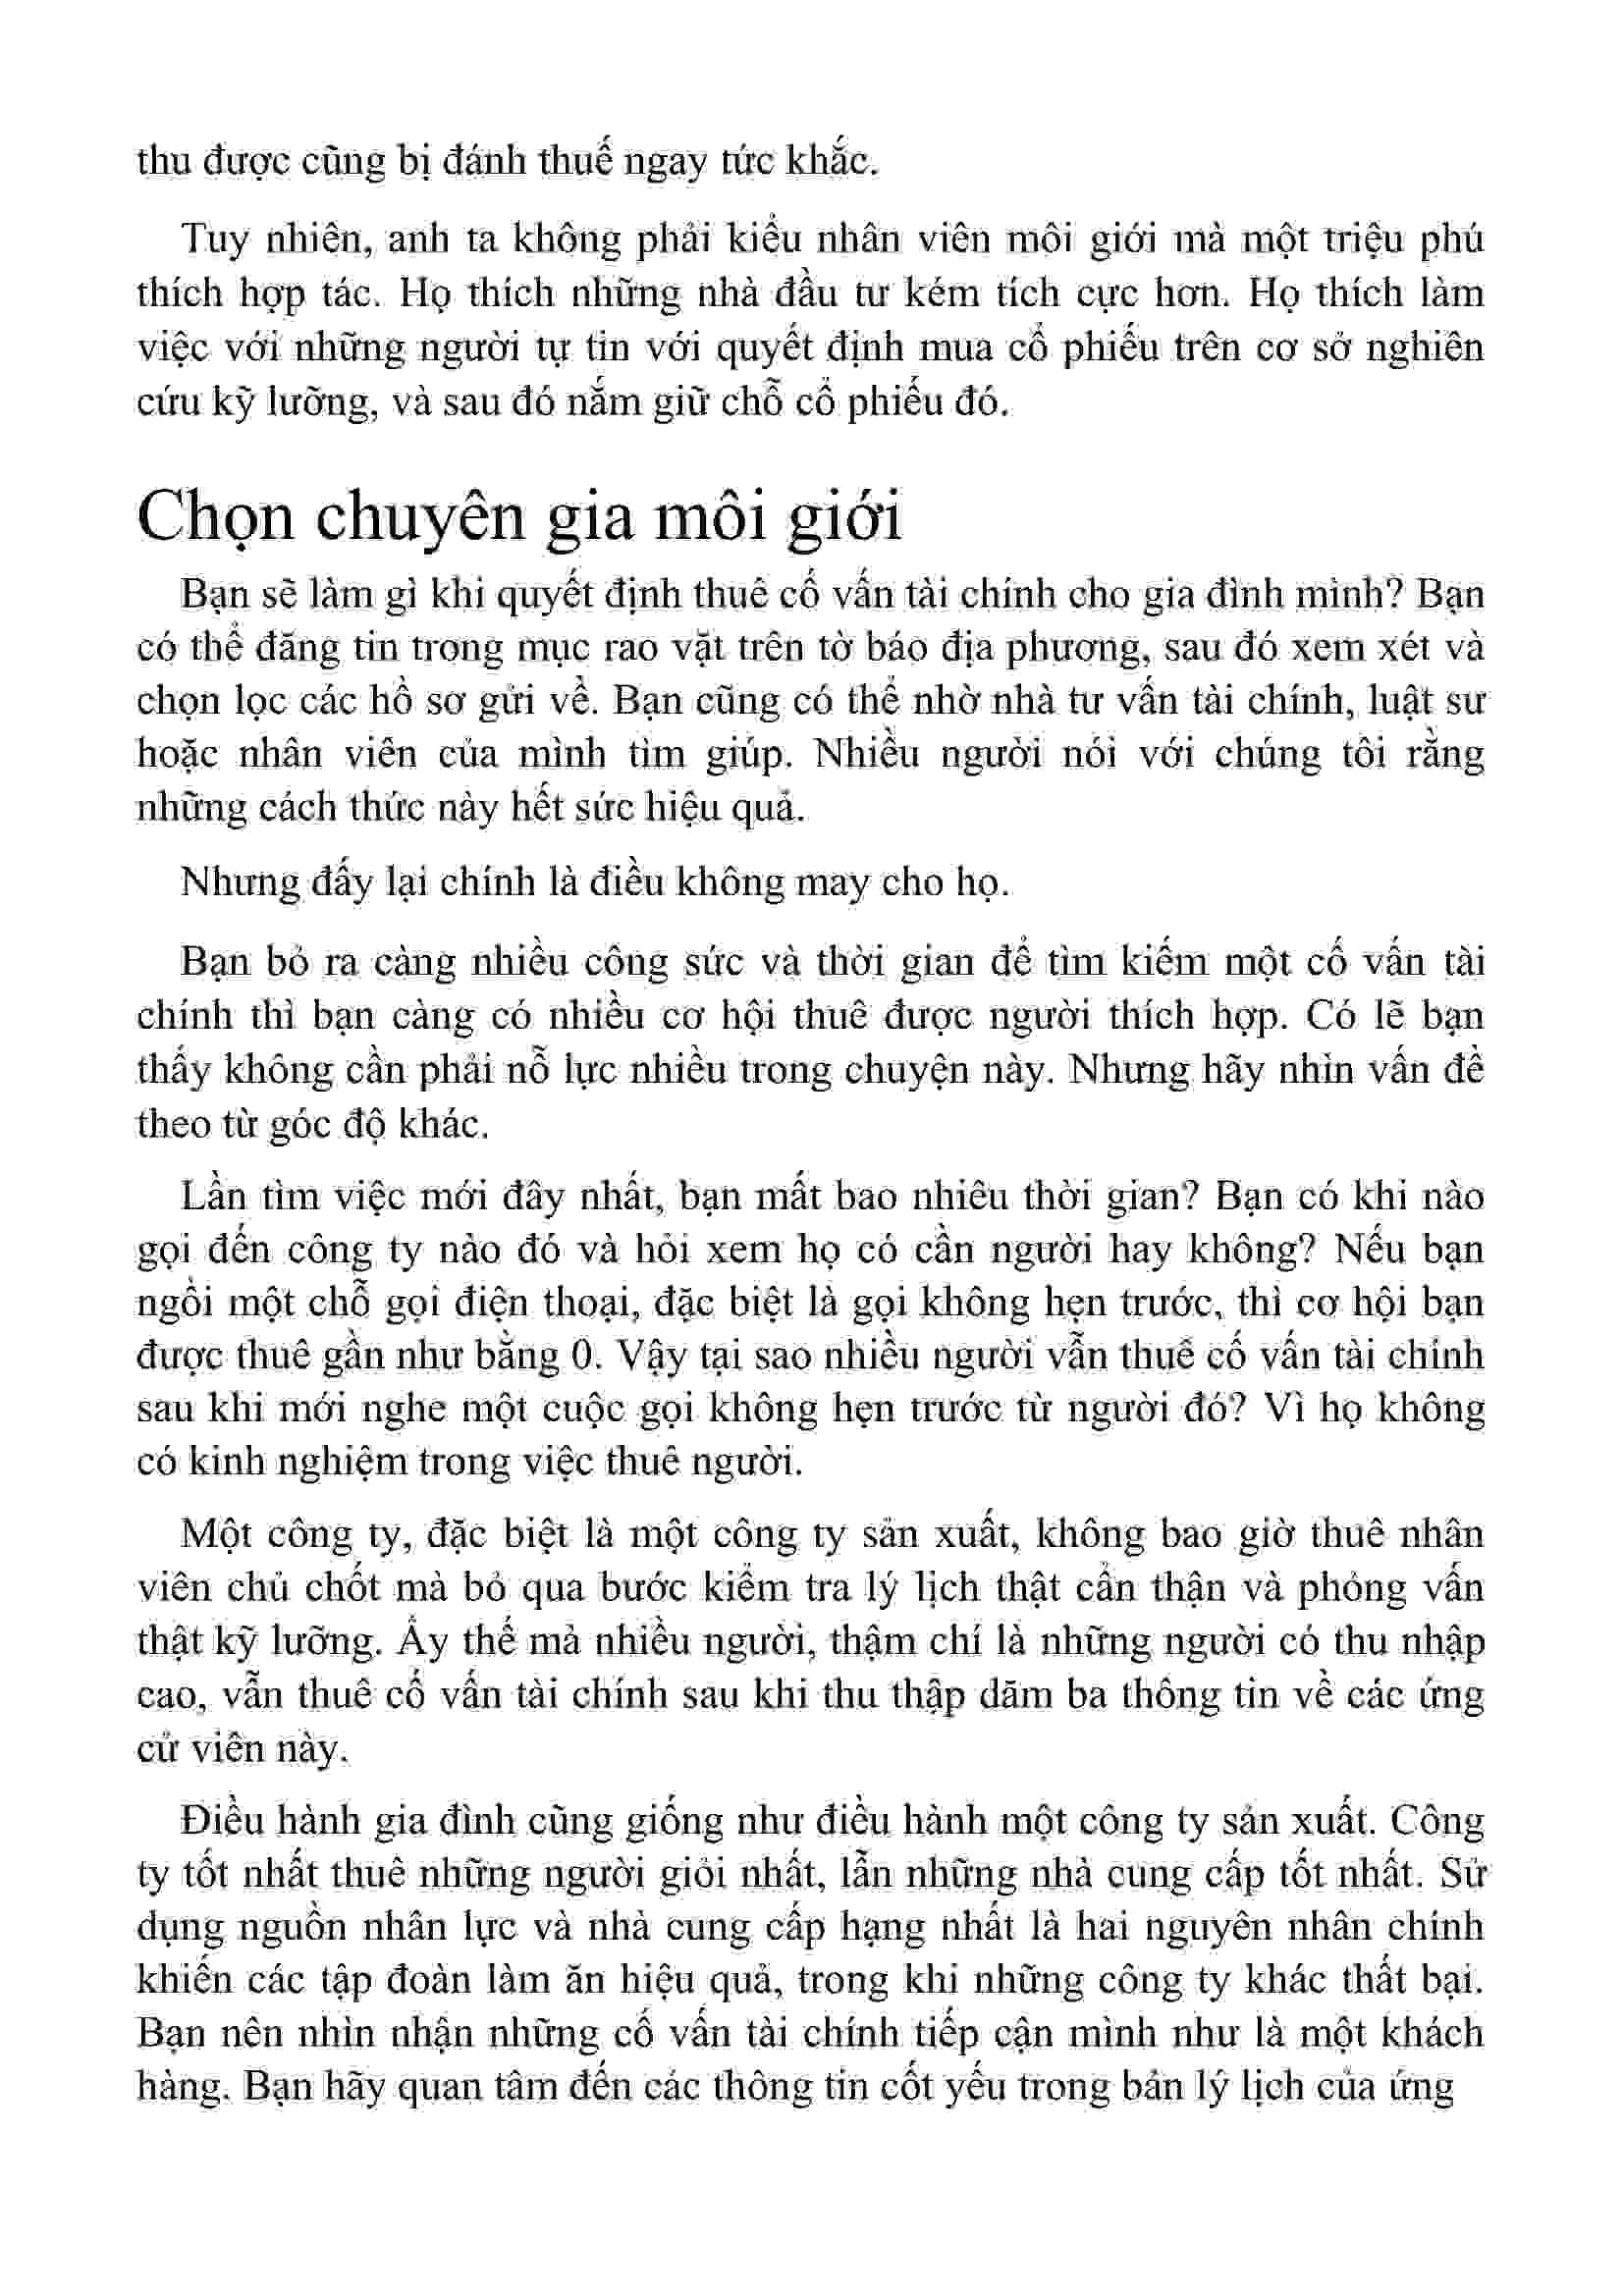 thu được cũng bị đánh thuế ngay tức khắc.
Tuy nhiên, anh ta không phải kiểu nhân viên môi giới mà một triệu phú
thích hợp tác. Họ thích những nhà đầu tư kém tích cực hơn. Họ thích làm
việc với những người tự tin với quyết định mua cổ phiếu trên cơ sở nghiên
cứu kỹ lưỡng, và sau đó nắm giữ chỗ cổ phiếu đó.
Chọn chuyên gia môi giới
Bạn sẽ làm gì khi quyết định thuê cố vấn tài chính cho gia đình mình? Bạn
có thể đăng tin trong mục rao vặt trên tờ báo địa phương, sau đó xem xét và
chọn lọc các hồ sơ gửi về. Bạn cũng có thể nhờ nhà tư vấn tài chính, luật sư
hoặc nhân viên của mình tìm giúp. Nhiều người nói với chúng tôi rằng
những cách thức này hết sức hiệu quả.
Nhưng đấy lại chính là điều không may cho họ.
Bạn bỏ ra càng nhiều công sức và thời gian để tìm kiếm một cố vấn tài
chính thì bạn càng có nhiều cơ hội thuê được người thích hợp. Có lẽ bạn
thấy không cần phải nỗ lực nhiều trong chuyện này. Nhưng hãy nhìn vấn đề
theo từ góc độ khác.
Lần tìm việc mới đây nhất, bạn mất bao nhiêu thời gian? Bạn có khi nào
gọi đến công ty nào đó và hỏi xem họ có cần người hay không? Nếu bạn
ngồi một chỗ gọi điện thoại, đặc biệt là gọi không hẹn trước, thì cơ hội bạn
được thuê gần như bằng 0. Vậy tại sao nhiều người vẫn thuê cố vấn tài chính
sau khi mới nghe một cuộc gọi không hẹn trước từ người đó? Vì họ không
có kinh nghiệm trong việc thuê người.
Một công ty, đặc biệt là một công ty sản xuất, không bao giờ thuê nhân
viên chủ chốt mà bỏ qua bước kiểm tra lý lịch thật cẩn thận và phỏng vấn
thật kỹ lưỡng. Ấy thế mà nhiều người, thậm chí là những người có thu nhập
cao, vẫn thuê cố vấn tài chính sau khi thu thập dăm ba thông tin về các ứng
cử viên này.
Điều hành gia đình cũng giống như điều hành một công ty sản xuất. Công
ty tốt nhất thuê những người giỏi nhất, lẫn những nhà cung cấp tốt nhất. Sử
dụng nguồn nhân lực và nhà cung cấp hạng nhất là hai nguyên nhân chính
khiến các tập đoàn làm ăn hiệu quả, trong khi những công ty khác thất bại.
Bạn nên nhìn nhận những cố vấn tài chính tiếp cận mình như là một khách
hàng. Bạn hãy quan tâm đến các thông tin cốt yếu trong bản lý lịch của ứng